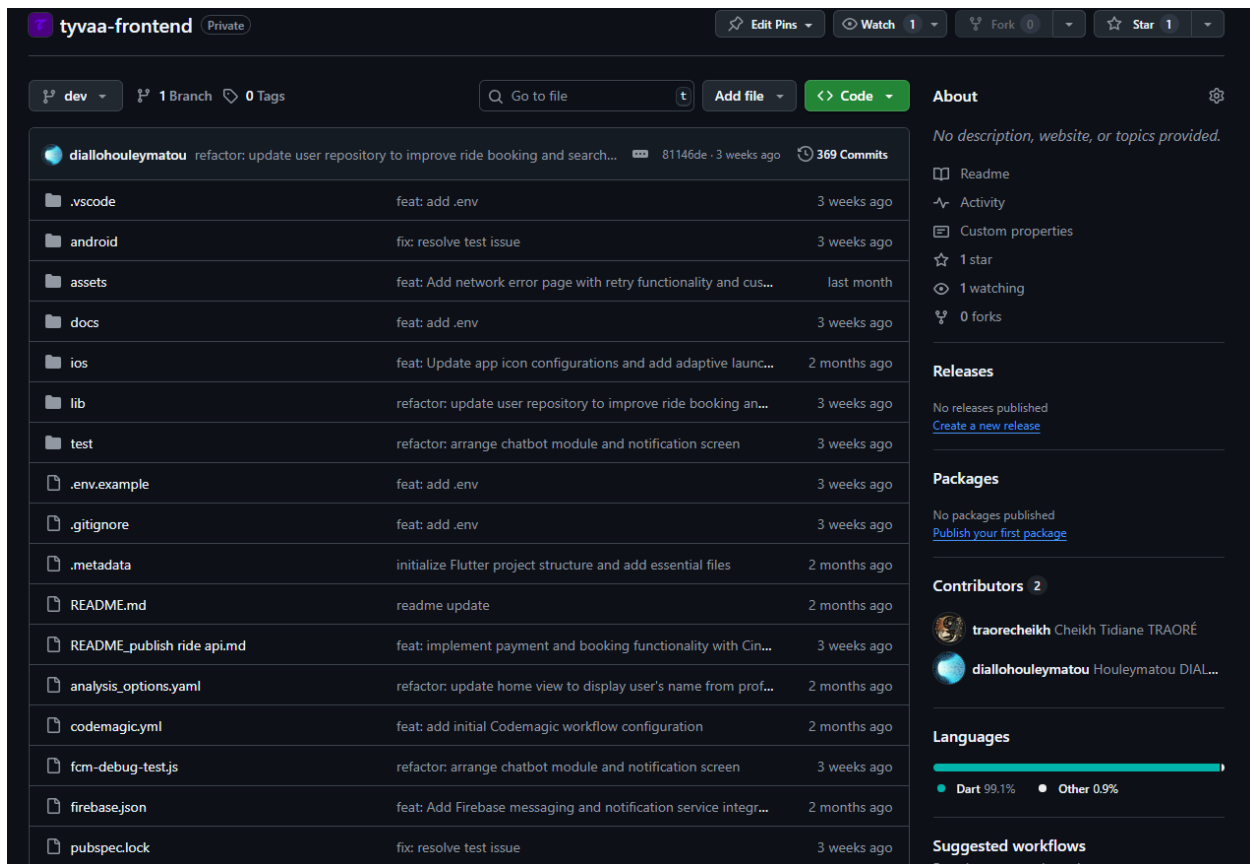 tyvaa-frontend Private Edit Pins Watch 1 Fork 0 Star 1
dev 1 Branch 0 Tags Go to file t Add file Code
diallohouleymatou refactor: update user repository to improve ride booking and search... 81146de · 3 weeks ago 369 Commits
.vscode feat: add .env 3 weeks ago
android fix: resolve test issue 3 weeks ago
assets feat: Add network error page with retry functionality and cus... last month
docs feat: add .env 3 weeks ago
ios feat: Update app icon configurations and add adaptive launc... 2 months ago
lib refactor: update user repository to improve ride booking an... 3 weeks ago
test refactor: arrange chatbot module and notification screen 3 weeks ago
.env.example feat: add .env 3 weeks ago
.gitignore feat: add .env 3 weeks ago
.metadata initialize Flutter project structure and add essential files 2 months ago
README.md readme update 2 months ago
README_publish ride api.md feat: implement payment and booking functionality with Cin... 3 weeks ago
analysis_options.yaml refactor: update home view to display user's name from prof... 2 months ago
codemagic.yml feat: add initial Codemagic workflow configuration 2 months ago
fcm-debug-test.js refactor: arrange chatbot module and notification screen 3 weeks ago
firebase.json feat: Add Firebase messaging and notification service integr... 2 months ago
pubspec.lock fix: resolve test issue 3 weeks ago
About
No description, website, or topics provided.
Readme
Activity
Custom properties
1 star
1 watching
0 forks
Releases
No releases published
Create a new release
Packages
No packages published
Publish your first package
Contributors 2
traorecheikh Cheikh Tidiane TRAORÉ
diallohouleymatou Houleymatou DIAL...
Languages
Dart 99.1% Other 0.9%
Suggested workflows